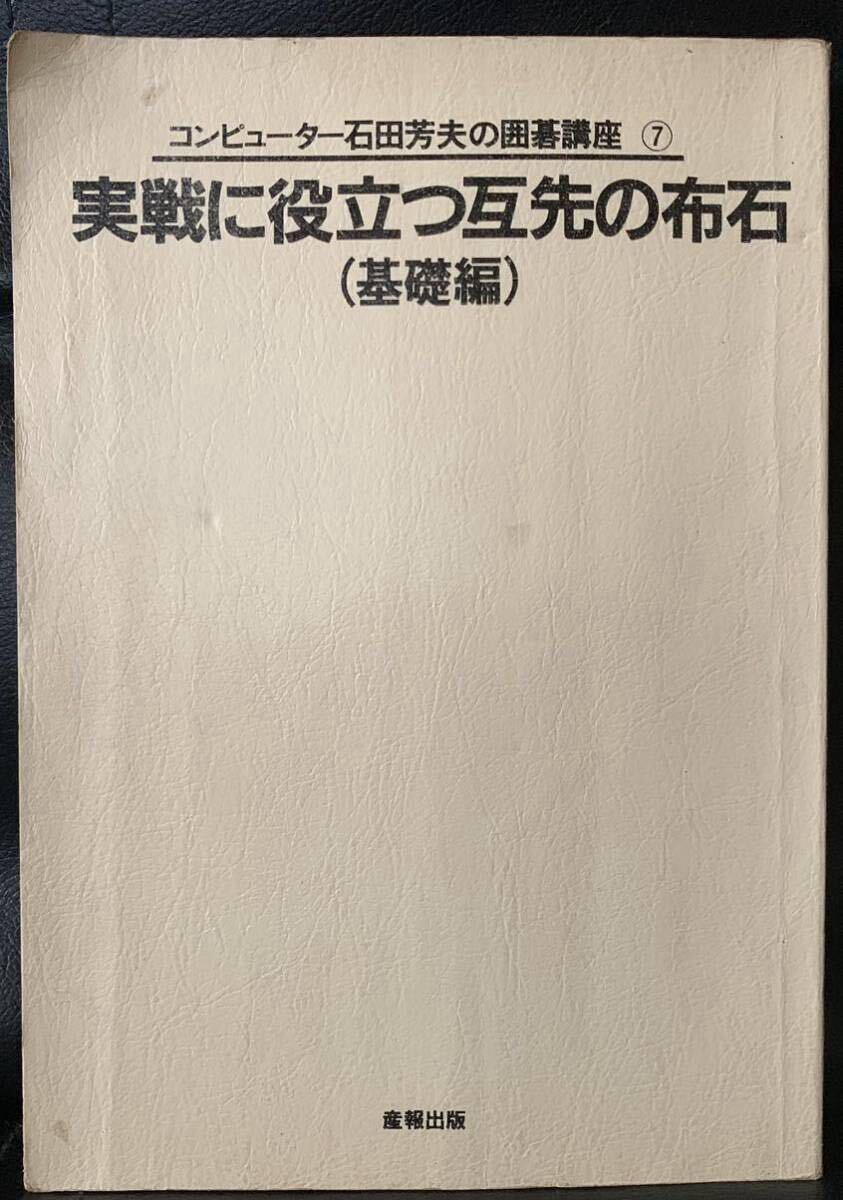 コンピューター石田芳夫の囲碁講座 ⑦
実戦に役立つ互先の布石
(基礎編)
産報出版